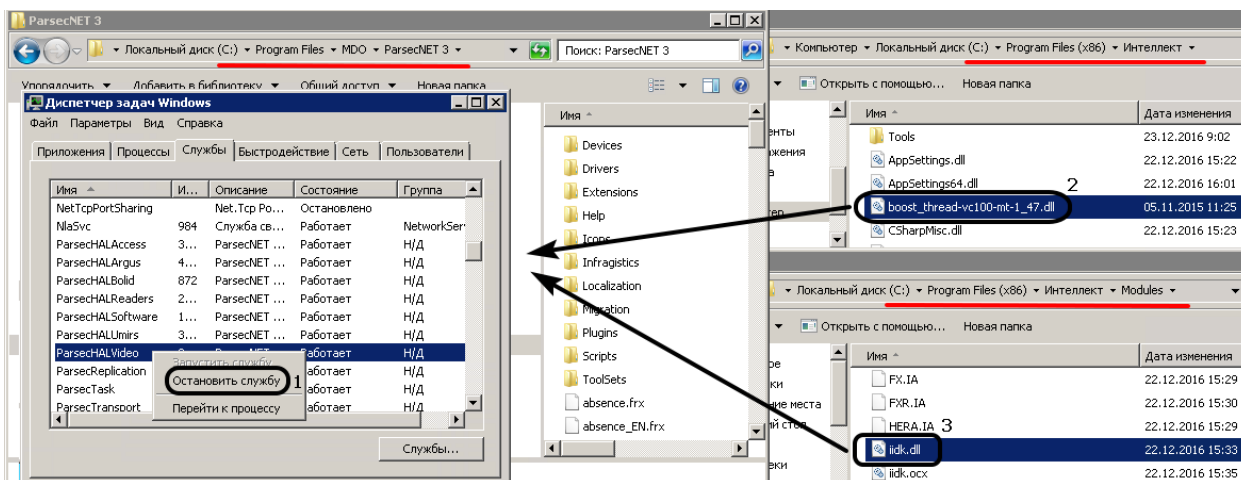 ParsecNET 3
Локальный диск (C:) Program Files MDO ParsecNET 3
Поиск: ParsecNET 3
Упорядочить Добавить в библиотеку Общий доступ Новая папка
Диспетчер задач Windows
Файл Параметры Вид Справка
Приложения Процессы Службы Быстродействие Сеть Пользователи
Имя И... Описание Состояние Группа
NetTcpPortSharing Net.Tcp Po... Остановлено
NlaSvc 984 Служба св... Работает NetworkSer
ParsecHALAccess 3... ParsecNET ... Работает Н/Д
ParsecHALArgus 4... ParsecNET ... Работает Н/Д
ParsecHALBolid 872 ParsecNET ... Работает Н/Д
ParsecHALReaders 2... ParsecNET ... Работает Н/Д
ParsecHALSoftware 1... ParsecNET ... Работает Н/Д
ParsecHALUmirs 3... ParsecNET ... Работает Н/Д
ParsecHALVideo Работает Н/Д
ParsecReplication аботает Н/Д
ParsecTask аботает Н/Д
ParsecTransport аботает Н/Д
Запустить службу
Остановить службу 1
Перейти к процессу
Службы...
Имя
Devices
Drivers
Extensions
Help
Icons
Infragistics
Localization
Migration
Plugins
Scripts
ToolSets
absence.frx
absence_EN.frx
Компьютер Локальный диск (C:) Program Files (x86) Интеллект
Открыть с помощью... Новая папка
Имя Дата изменения
Tools 23.12.2016 9:02
AppSettings.dll 22.12.2016 15:22
AppSettings64.dll 22.12.2016 16:01
2
boost_thread-vc100-mt-1_47.dll 05.11.2015 11:25
CSharpMisc.dll 22.12.2016 15:23
Локальный диск (C:) Program Files (x86) Интеллект Modules
Открыть с помощью... Новая папка
Имя Дата изменения
FX.IA 22.12.2016 15:29
FXR.IA 22.12.2016 15:30
HERA.IA 3 22.12.2016 15:29
iidk.dll 22.12.2016 15:33
iidk.ocx 22.12.2016 15:35